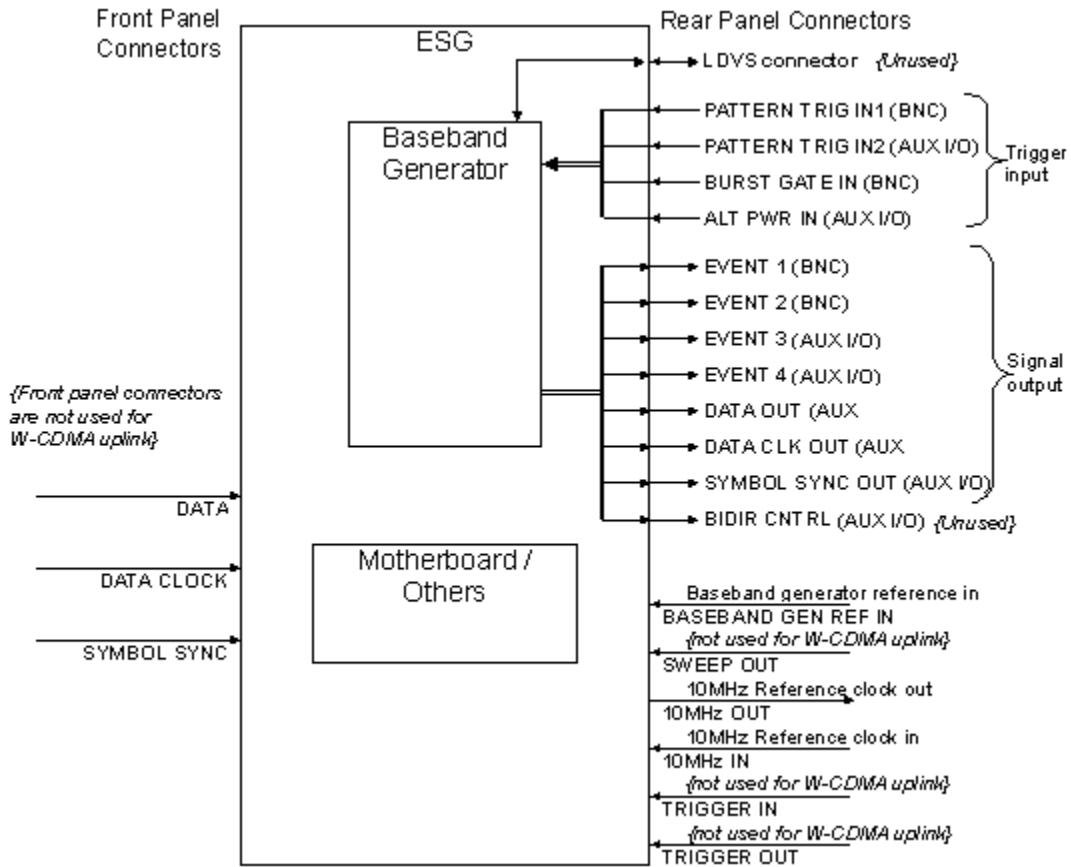 Front Panel
Connectors
ESG
Rear Panel Connectors
LDVS connector {Unused}
Baseband
Generator
PATTERN TRIG IN1 (BNC)
PATTERN TRIG IN2 (AUX I/O)
BURST GATE IN (BNC)
ALT PWR IN (AUX I/O)
Trigger
input
EVENT 1 (BNC)
EVENT 2 (BNC)
EVENT 3 (AUX I/O)
EVENT 4 (AUX I/O)
DATA OUT (AUX
DATA CLK OUT (AUX
SYMBOL SYNC OUT (AUX I/O)
Signal
output
BIDIR CNTRL (AUX I/O) {Unused}
{Front panel connectors
are not used for
W-CDMA uplink}
DATA
DATA CLOCK
SYMBOL SYNC
Motherboard /
Others
Baseband generator reference in
BASEBAND GEN REF IN
{not used for W-CDMA uplink}
SWEEP OUT
10MHz Reference clock out
10MHz OUT
10MHz Reference clock in
10MHz IN
{not used for W-CDMA uplink}
TRIGGER IN
{not used for W-CDMA uplink}
TRIGGER OUT